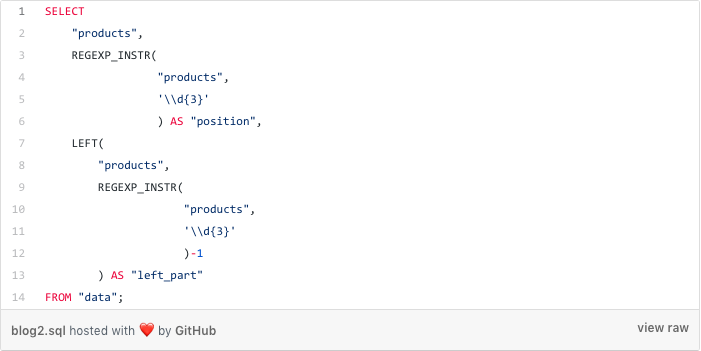 1 SELECT
2     "products",
3     REGEXP_INSTR(
4                  "products",
5                  '\\d{3}'
6                  ) AS "position",
7     LEFT(
8         "products",
9         REGEXP_INSTR(
10                      "products",
11                      '\\d{3}'
12                      )-1
13         ) AS "left_part"
14 FROM "data";
blog2.sql hosted with ❤ by GitHub view raw